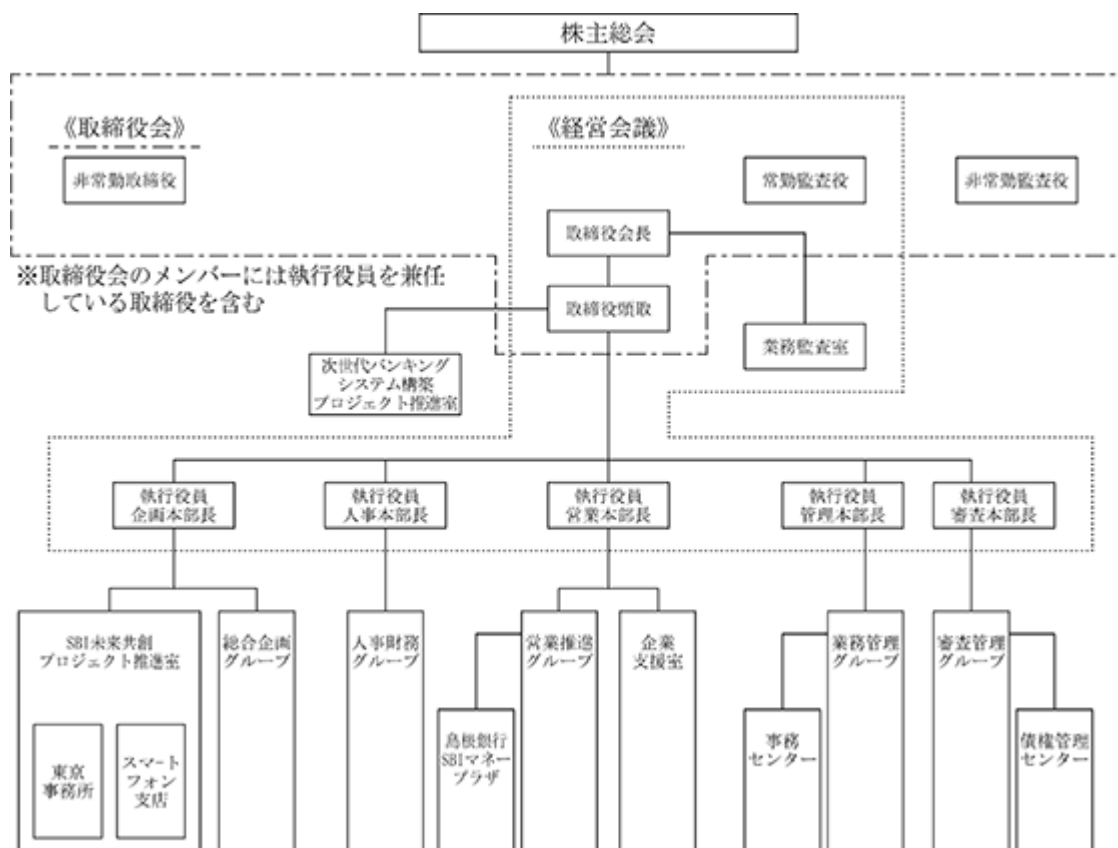 株主総会
《取締役会》
《経営会議》
非常勤取締役
常勤監査役
非常勤監査役
取締役会長
※取締役会のメンバーには執行役員を兼任
している取締役を含む
取締役頭取
業務監査室
次世代バンキング
システム構築
プロジェクト推進室
執行役員
企画本部長
執行役員
人事本部長
執行役員
営業本部長
執行役員
管理本部長
執行役員
審査本部長
SBI未来共創
プロジェクト推進室
総合企画
グループ
人事財務
グループ
営業推進
グループ
企業
支援室
業務管理
グループ
審査管理
グループ
東京
事務所
スマート
フォン
支店
島根銀行
SBIマネー
プラザ
事務
センター
債権管理
センター